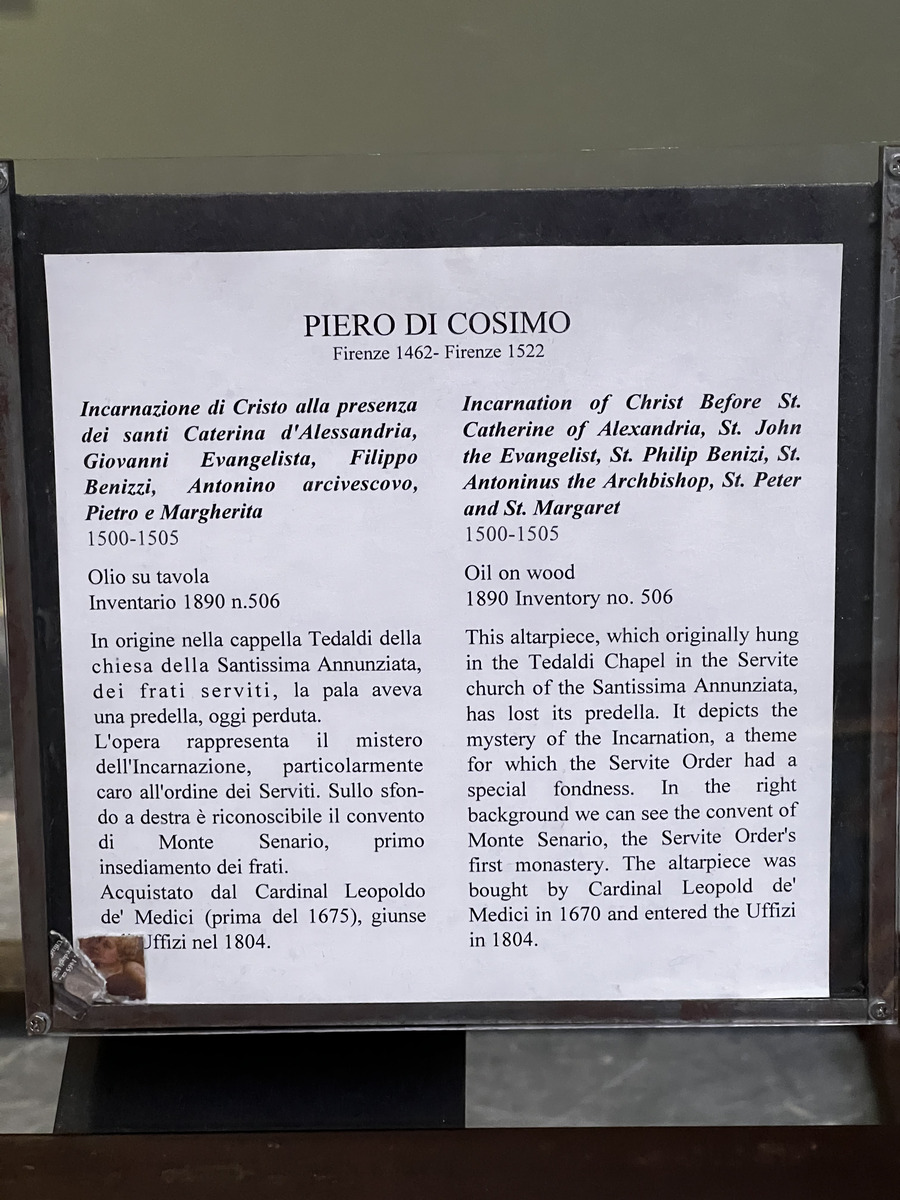 PIERO DI COSIMO
Firenze 1462- Firenze 1522
Incarnazione di Cristo alla presenza
dei santi Caterina d'Alessandria,
Giovanni Evangelista, Filippo
Benizzi, Antonino arcivescovo,
Pietro e Margherita
1500-1505
Olio su tavola
Inventario 1890 n.506
In origine nella cappella Tedaldi della
chiesa della Santissima Annunziata,
dei frati serviti, la pala aveva
una predella, oggi perduta.
L'opera rappresenta il mistero
dell'Incarnazione, particolarmente
caro all'ordine dei Serviti. Sullo sfon-
do a destra è riconoscibile il convento
di Monte Senario, primo
insediamento dei frati.
Acquistato dal Cardinal Leopoldo
de' Medici (prima del 1675), giunse
Uffizi nel 1804.
Incarnation of Christ Before St.
Catherine of Alexandria, St. John
the Evangelist, St. Philip Benizi, St.
Antoninus the Archbishop, St. Peter
and St. Margaret
1500-1505
Oil on wood
1890 Inventory no. 506
This altarpiece, which originally hung
in the Tedaldi Chapel in the Servite
church of the Santissima Annunziata,
has lost its predella. It depicts the
mystery of the Incarnation, a theme
for which the Servite Order had a
special fondness. In the right
background we can see the convent of
Monte Senario, the Servite Order's
first monastery. The altarpiece was
bought by Cardinal Leopold de'
Medici in 1670 and entered the Uffizi
in 1804.